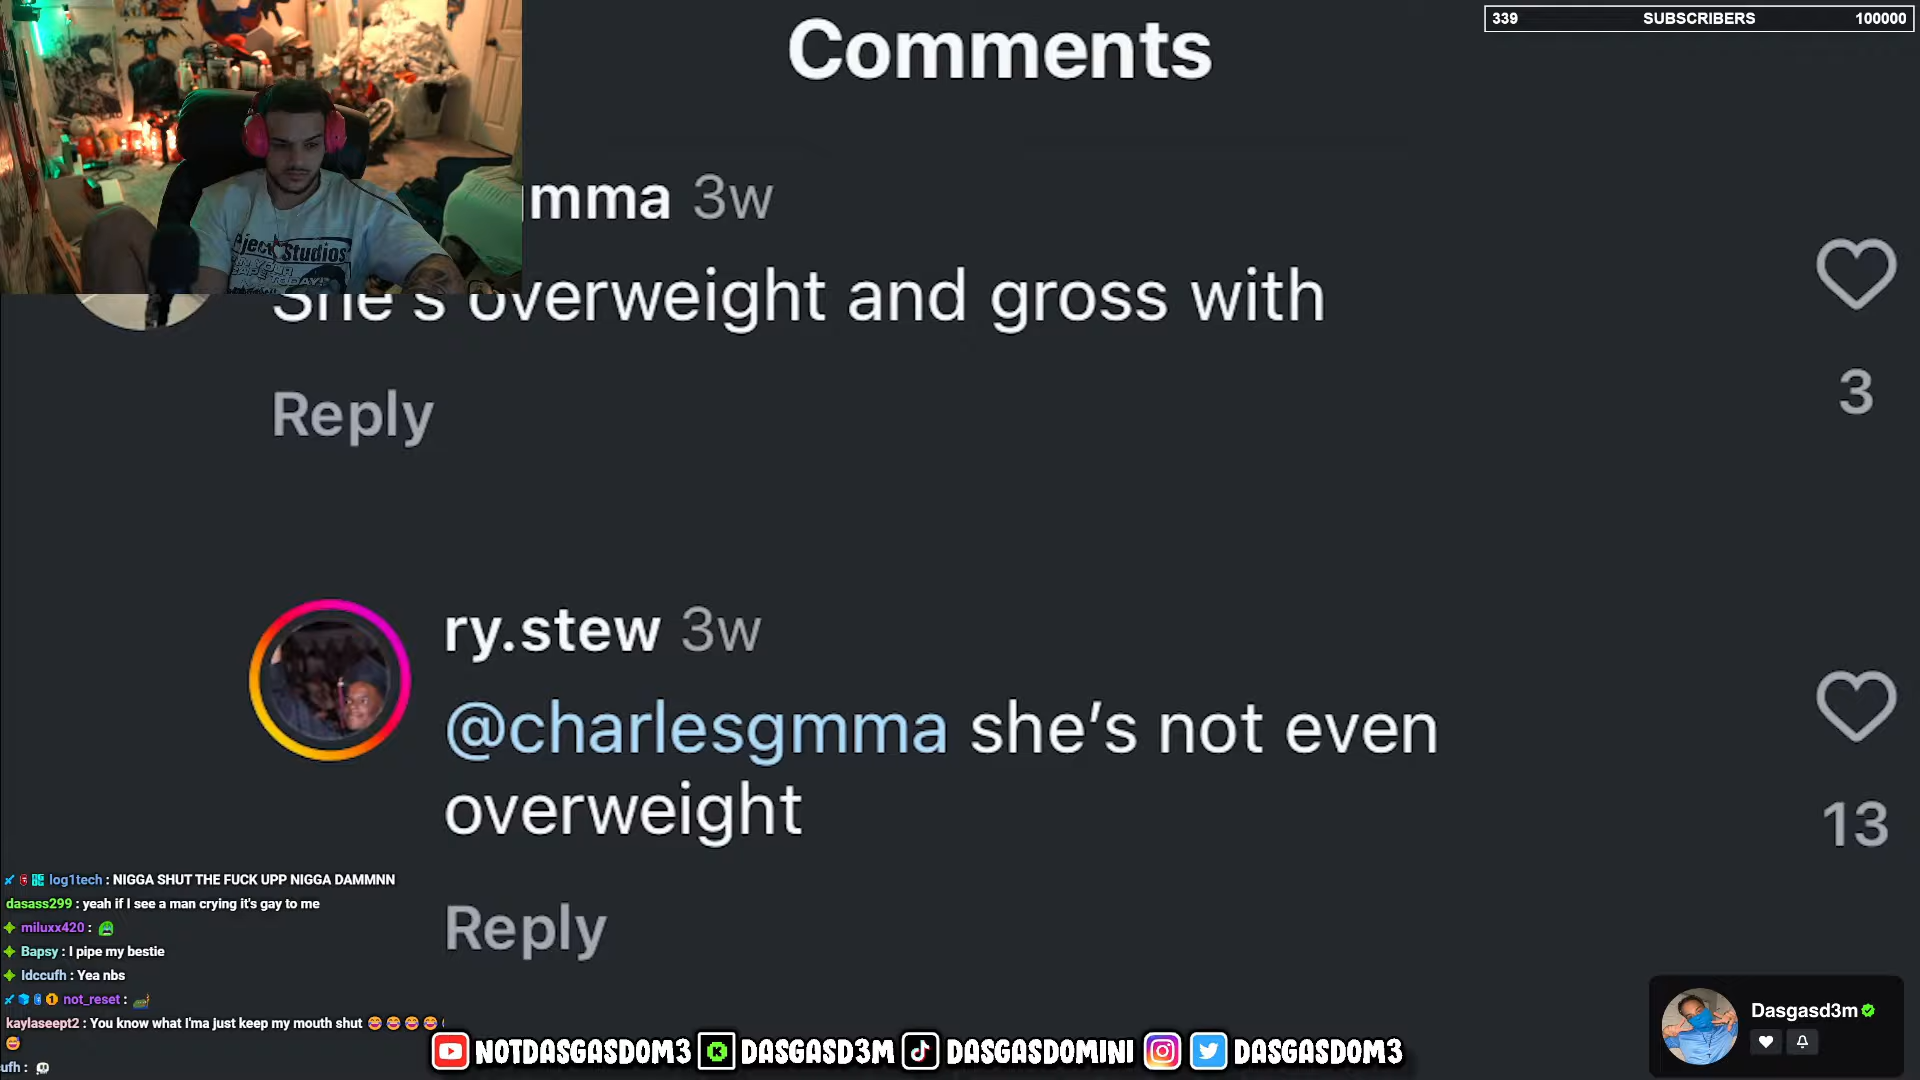 339 SUBSCRIBERS 100000
Comments
gmma 3w
She's overweight and gross with
3
Reply
ry.stew 3w
@charlesgmma she's not even
overweight
13
Reply
log1tech : NIGGA SHUT THE FUCK UPP NIGGA DAMMNN
dasass299 : yeah if I see a man crying it's gay to me
miluxx420 :
Bapsy : I pipe my bestie
Idccufh : Yea nbs
not_reset :
kaylaseept2 : You know what I'ma just keep my mouth shut 😅 😅 😅 😅
😅
ufh : 💀
NOTDASGASDOM3 DASGASD3M DASGASDOMINI DASGASDOM3
Dasgasd3m